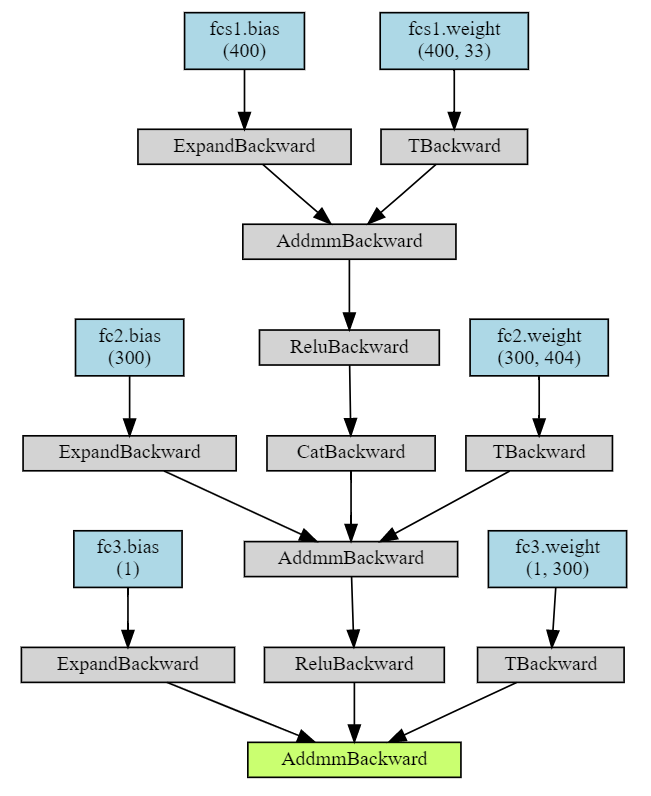 fcs1.bias
(400)
fcs1.weight
(400, 33)
ExpandBackward
TBackward
AddmmBackward
fc2.bias
(300)
ReluBackward
fc2.weight
(300, 404)
ExpandBackward
CatBackward
TBackward
fc3.bias
(1)
AddmmBackward
fc3.weight
(1, 300)
ExpandBackward
ReluBackward
TBackward
AddmmBackward